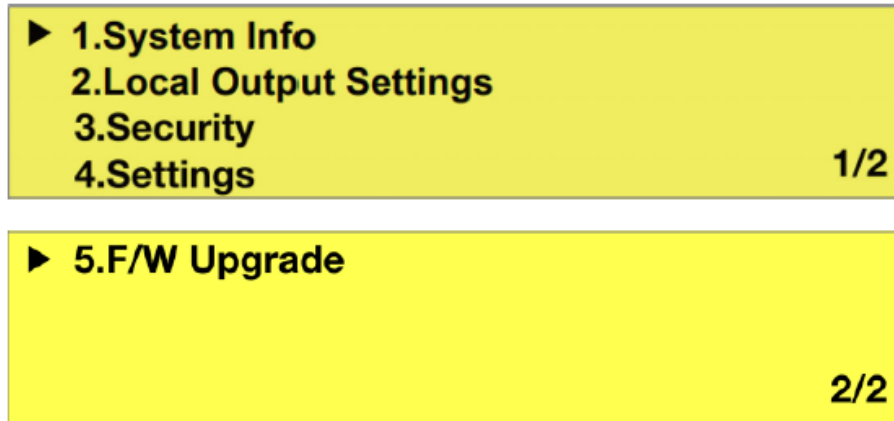 ▶ 1.System Info
2.Local Output Settings
3.Security
4.Settings
1/2
▶ 5.F/W Upgrade
2/2